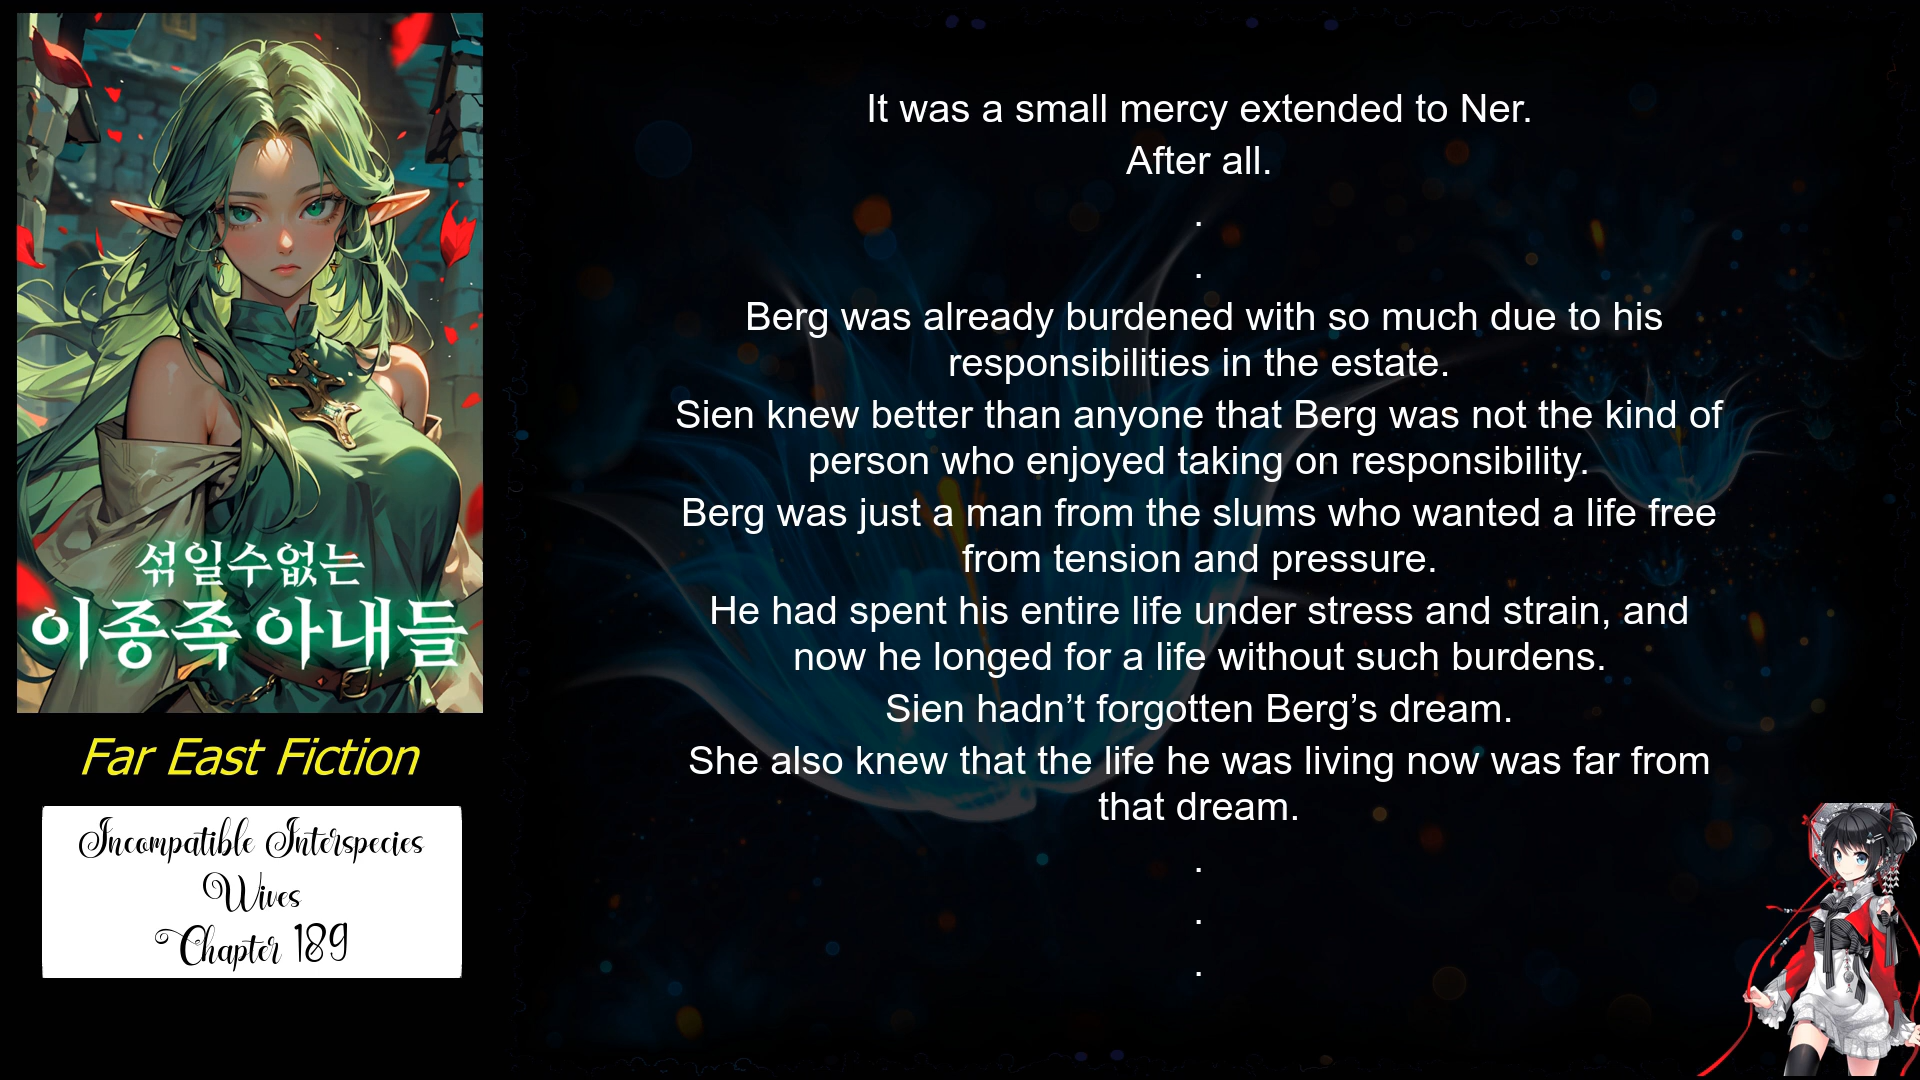 섞일 수 없는
이종족 아내들
Far East Fiction
Incompatible Interspecies
Wives
Chapter 189
It was a small mercy extended to Ner.
After all.
.
.
Berg was already burdened with so much due to his
responsibilities in the estate.
Sien knew better than anyone that Berg was not the kind of
person who enjoyed taking on responsibility.
Berg was just a man from the slums who wanted a life free
from tension and pressure.
He had spent his entire life under stress and strain, and
now he longed for a life without such burdens.
Sien hadn’t forgotten Berg’s dream.
She also knew that the life he was living now was far from
that dream.
.
.
.